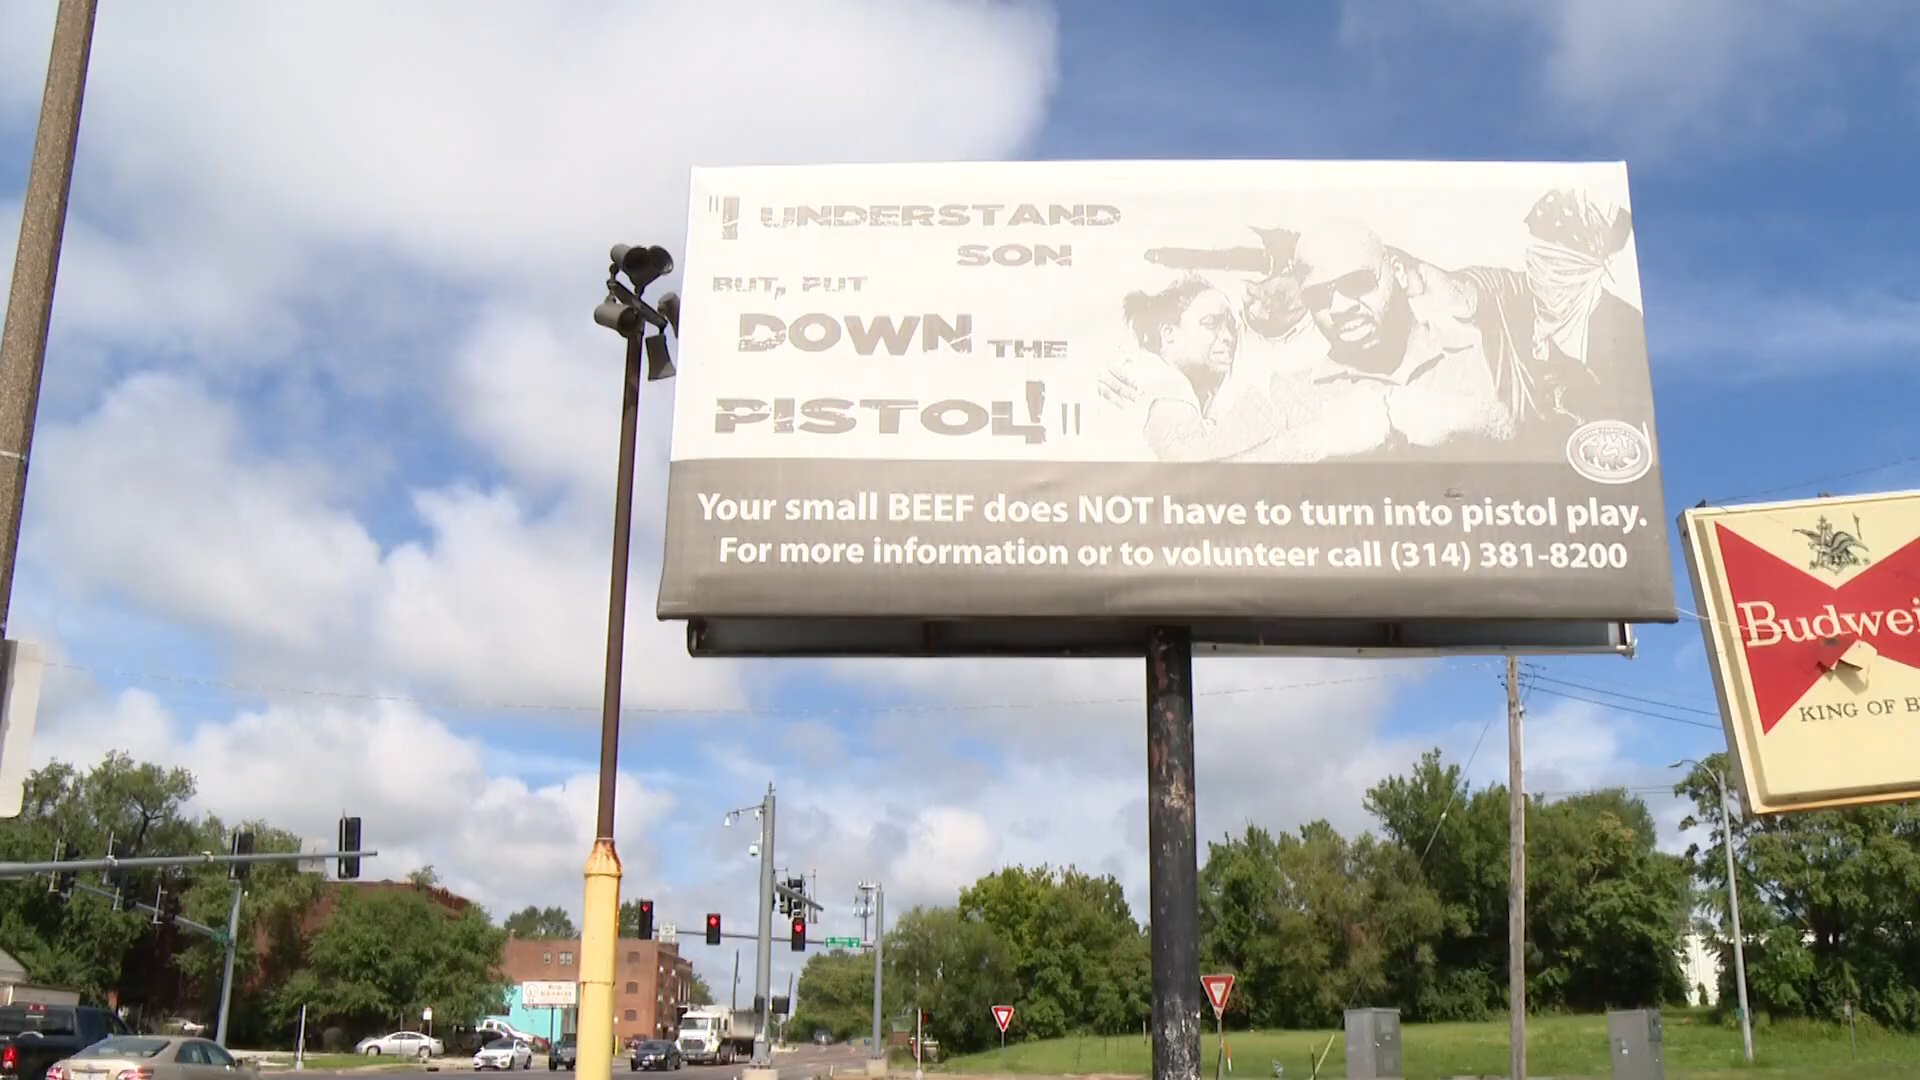 "I UNDERSTAND
SON
BUT, PUT
DOWN THE
PISTOL!"
Your small BEEF does NOT have to turn into pistol play.
For more information or to volunteer call (314) 381-8200
Budwei
KING OF B